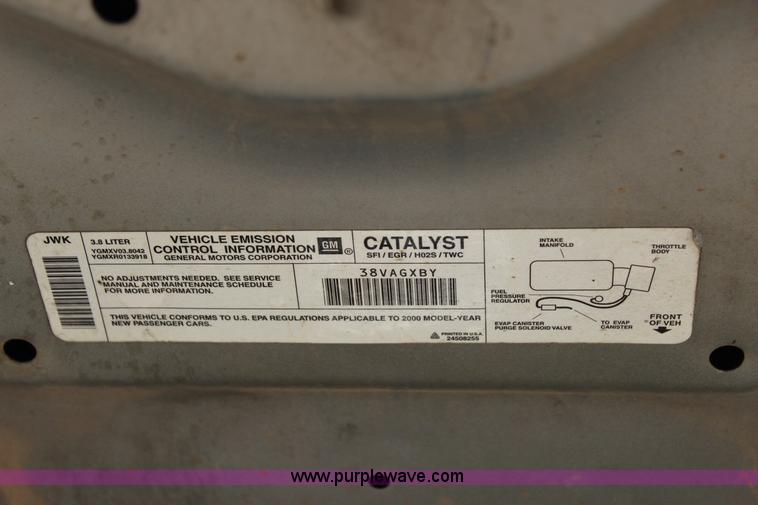 JWK
3.8 LITER
YGMXV03.8042
YGMXR0133918
VEHICLE EMISSION
CONTROL INFORMATION
GENERAL MOTORS CORPORATION
GM ®
CATALYST
SFI / EGR / H02S / TWC
NO ADJUSTMENTS NEEDED. SEE SERVICE
MANUAL AND MAINTENANCE SCHEDULE
FOR MORE INFORMATION.
38VAGXBY
THIS VEHICLE CONFORMS TO U.S. EPA REGULATIONS APPLICABLE TO 2000 MODEL-YEAR
NEW PASSENGER CARS.
PRINTED IN U.S.A.
24508255
INTAKE
MANIFOLD
THROTTLE
BODY
FUEL
PRESSURE
REGULATOR
EVAP CANISTER
PURGE SOLENOID VALVE
TO EVAP
CANISTER
FRONT
OF VEH
www.purplewave.com